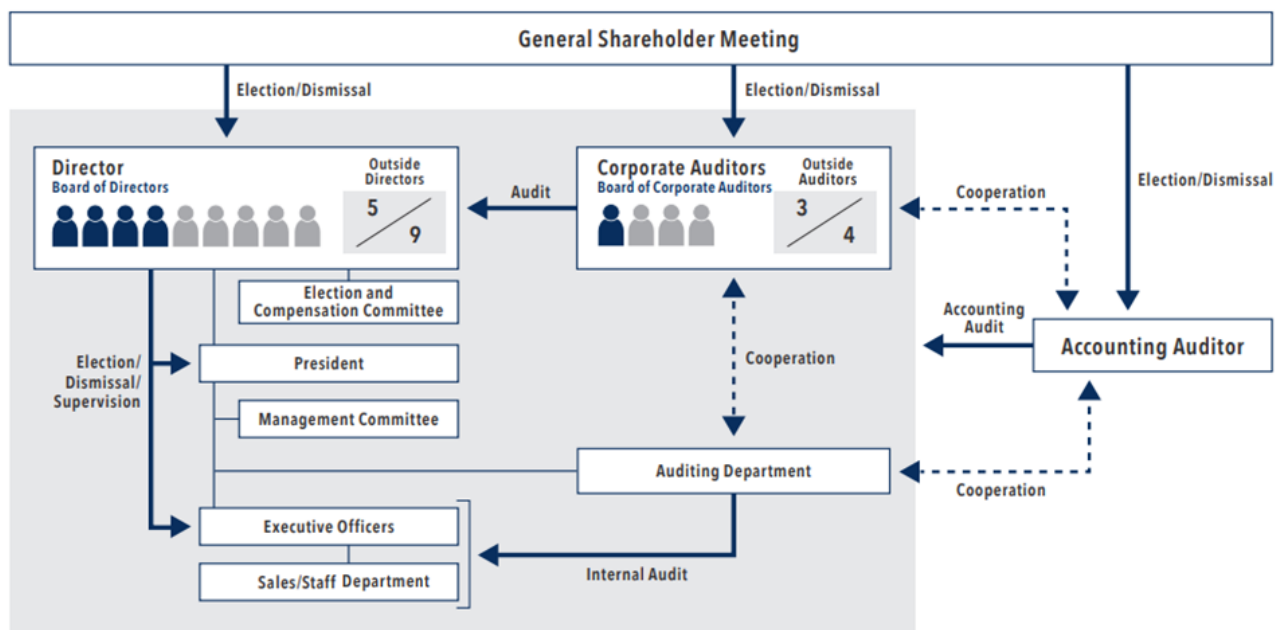 General Shareholder Meeting
Election/Dismissal
Election/Dismissal
Election/Dismissal
Director
Board of Directors
Outside
Directors
5
9
Audit
Corporate Auditors
Board of Corporate Auditors
Outside
Auditors
3
4
Cooperation
Election and
Compensation Committee
Election/
Dismissal/
Supervision
President
Cooperation
Accounting
Audit
Accounting Auditor
Management Committee
Auditing Department
Cooperation
Executive Officers
Internal Audit
Sales/Staff Department